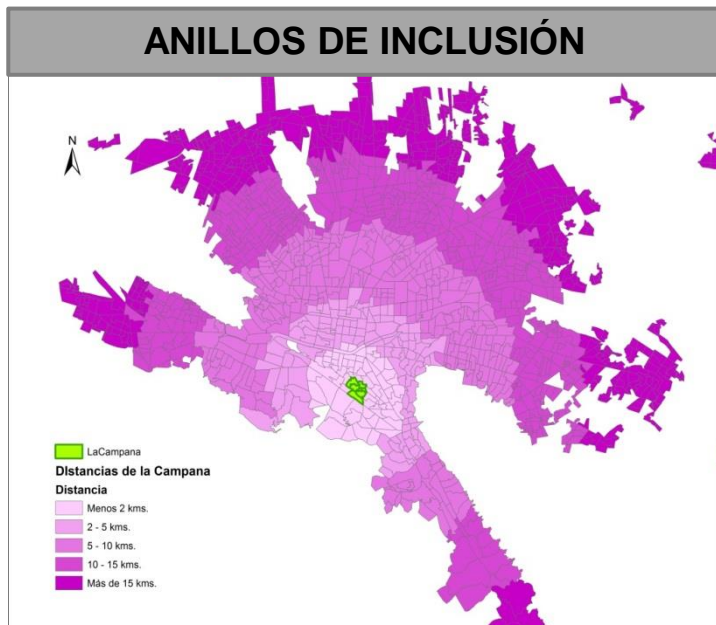 ANILLOS DE INCLUSIÓN
N
LaCampana
DIstancias de la Campana
Distancia
Menos 2 kms.
2 - 5 kms.
5 - 10 kms.
10 - 15 kms.
Más de 15 kms.